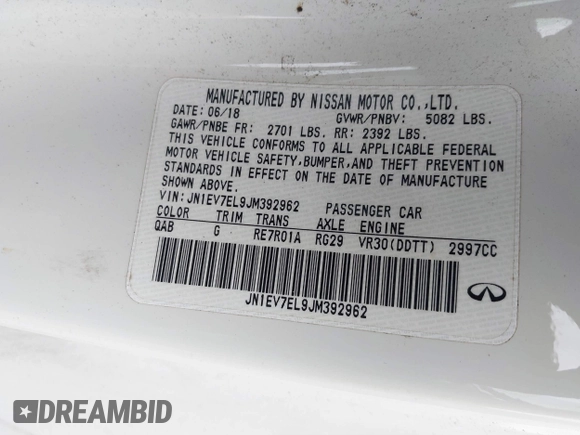 MANUFACTURED BY NISSAN MOTOR CO.,LTD.
DATE: 06/18 GVWR/PNBV: 5082 LBS.
GAWR/PNBE FR: 2701 LBS. RR: 2392 LBS.
THIS VEHICLE CONFORMS TO ALL APPLICABLE FEDERAL
MOTOR VEHICLE SAFETY,BUMPER,AND THEFT PREVENTION
STANDARDS IN EFFECT ON THE DATE OF MANUFACTURE
SHOWN ABOVE.
VIN: JN1EV7EL9JM392962 PASSENGER CAR
COLOR TRIM TRANS AXLE ENGINE
QAB G RE7R01A RG29 VR30(DDTT) 2997CC
JN1EV7EL9JM392962
DREAMBID